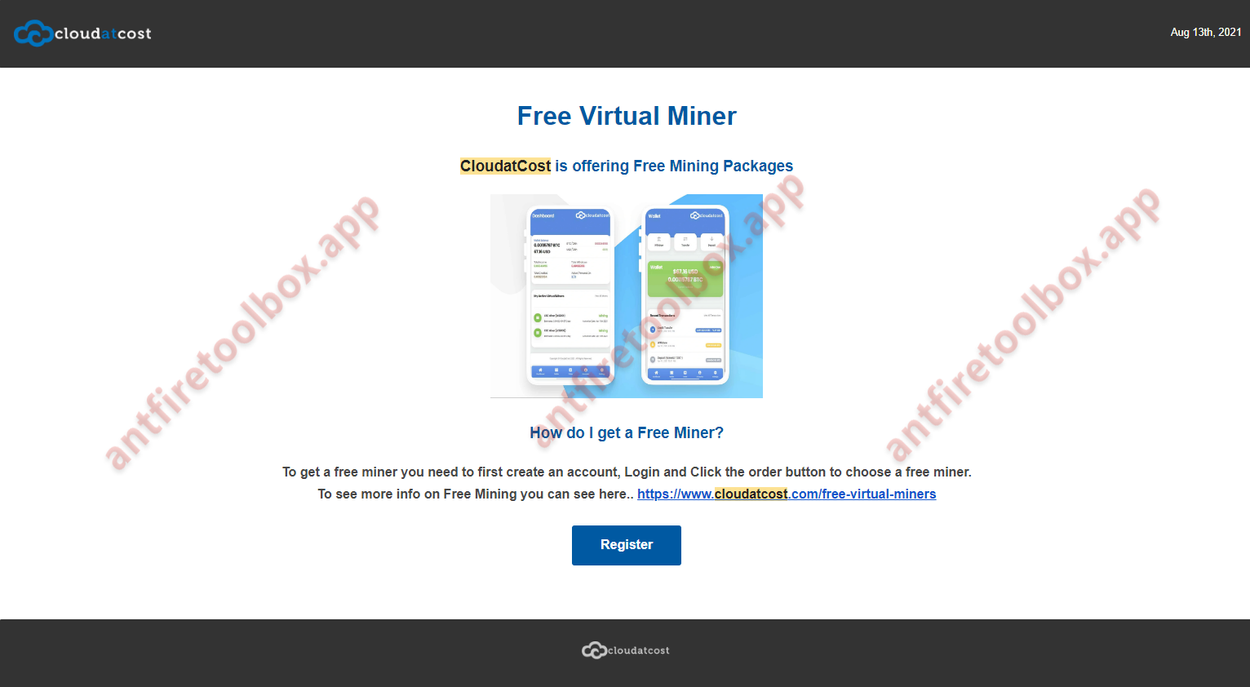 cloudatcost
Aug 13th, 2021
Free Virtual Miner
CloudatCost is offering Free Mining Packages
Dashboard
cloudatcost
Wallet
cloudatcost
Wallet
How do I get a Free Miner?
To get a free miner you need to first create an account, Login and Click the order button to choose a free miner.
To see more info on Free Mining you can see here.. https://www.cloudatcost.com/free-virtual-miners
Register
cloudatcost
antfiretoolbox.app
antfiretoolbox.app
antfiretoolbox.app